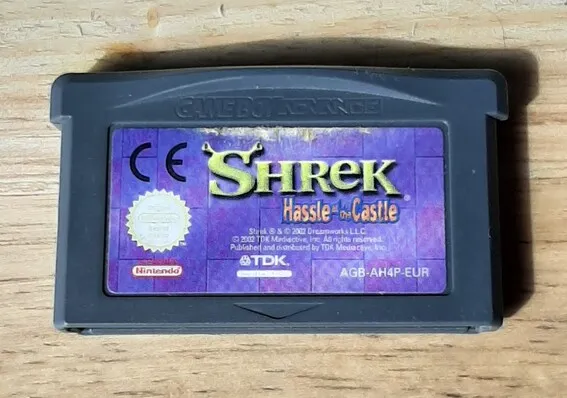 GAME BOY ADVANCE
CE
SHREK
®
Hassle at the Castle
Shrek ® & © 2002 Dreamworks L.L.C.
© 2002 TDK Mediactive, Inc. All rights reserved.
Published and distributed by TDK Mediactive, Inc.
Nintendo
TDK
AGB-AH4P-EUR